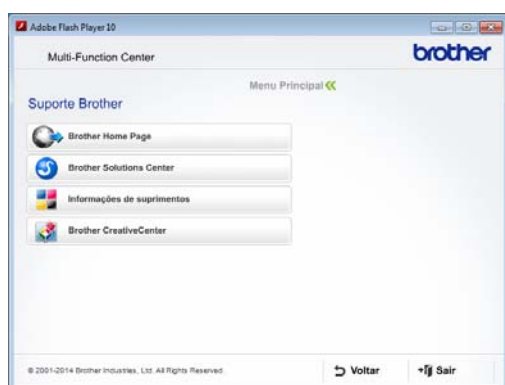 Adobe Flash Player 10
Multi-Function Center
brother
Menu Principal
Suporte Brother
Brother Home Page
Brother Solutions Center
Informações de suprimentos
Brother CreativeCenter
© 2001-2014 Brother Industries, Ltd. All Rights Reserved.
Voltar
Sair